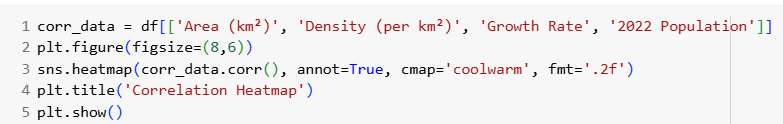 1 corr_data = df[['Area (km²)', 'Density (per km²)', 'Growth Rate', '2022 Population']]
2 plt.figure(figsize=(8,6))
3 sns.heatmap(corr_data.corr(), annot=True, cmap='coolwarm', fmt='.2f')
4 plt.title('Correlation Heatmap')
5 plt.show()